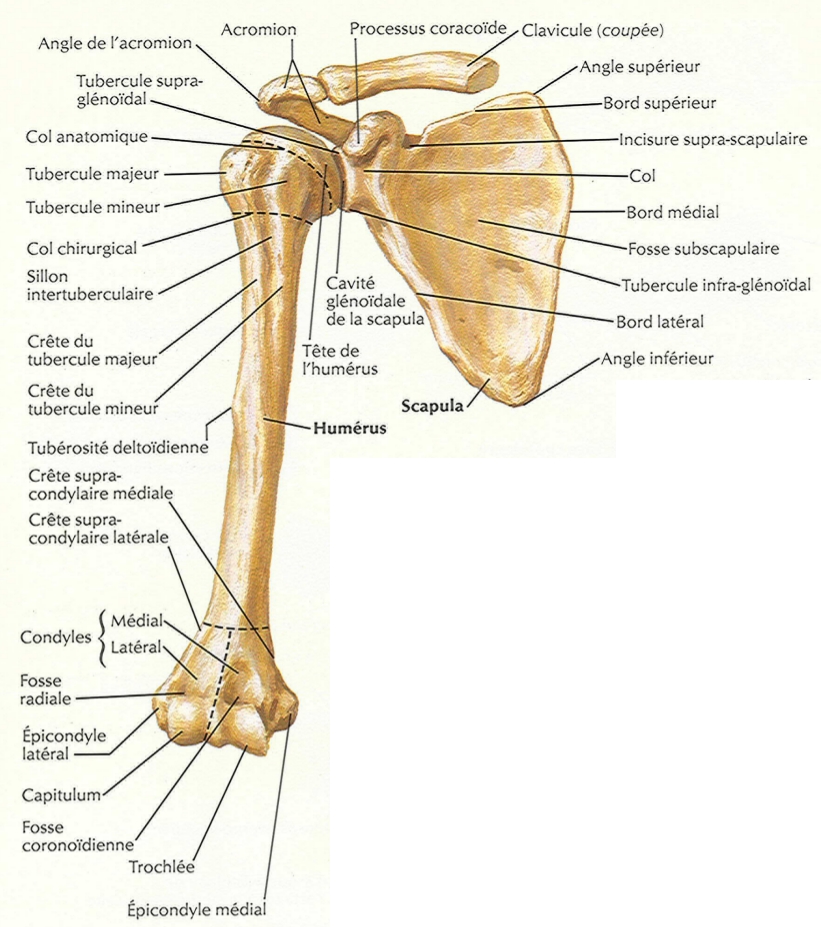 Acromion
Processus coracoïde
Clavicule (coupée)
Angle de l'acromion
Angle supérieur
Tubercule supra-
glénoïdal
Bord supérieur
Col anatomique
Incisure supra-scapulaire
Tubercule majeur
Col
Tubercule mineur
Bord médial
Col chirurgical
Fosse subscapulaire
Sillon
intertuberculaire
Cavité
glénoïdale
de la scapula
Tubercule infra-glénoïdal
Bord latéral
Crête du
tubercule majeur
Tête de
l'humérus
Angle inférieur
Crête du
tubercule mineur
Scapula
Humérus
Tubérosité deltoïdienne
Crête supra-
condylaire médiale
Crête supra-
condylaire latérale
Condyles
Médial
Latéral
Fosse
radiale
Épicondyle
latéral
Capitulum
Fosse
coronoïdienne
Trochlée
Épicondyle médial